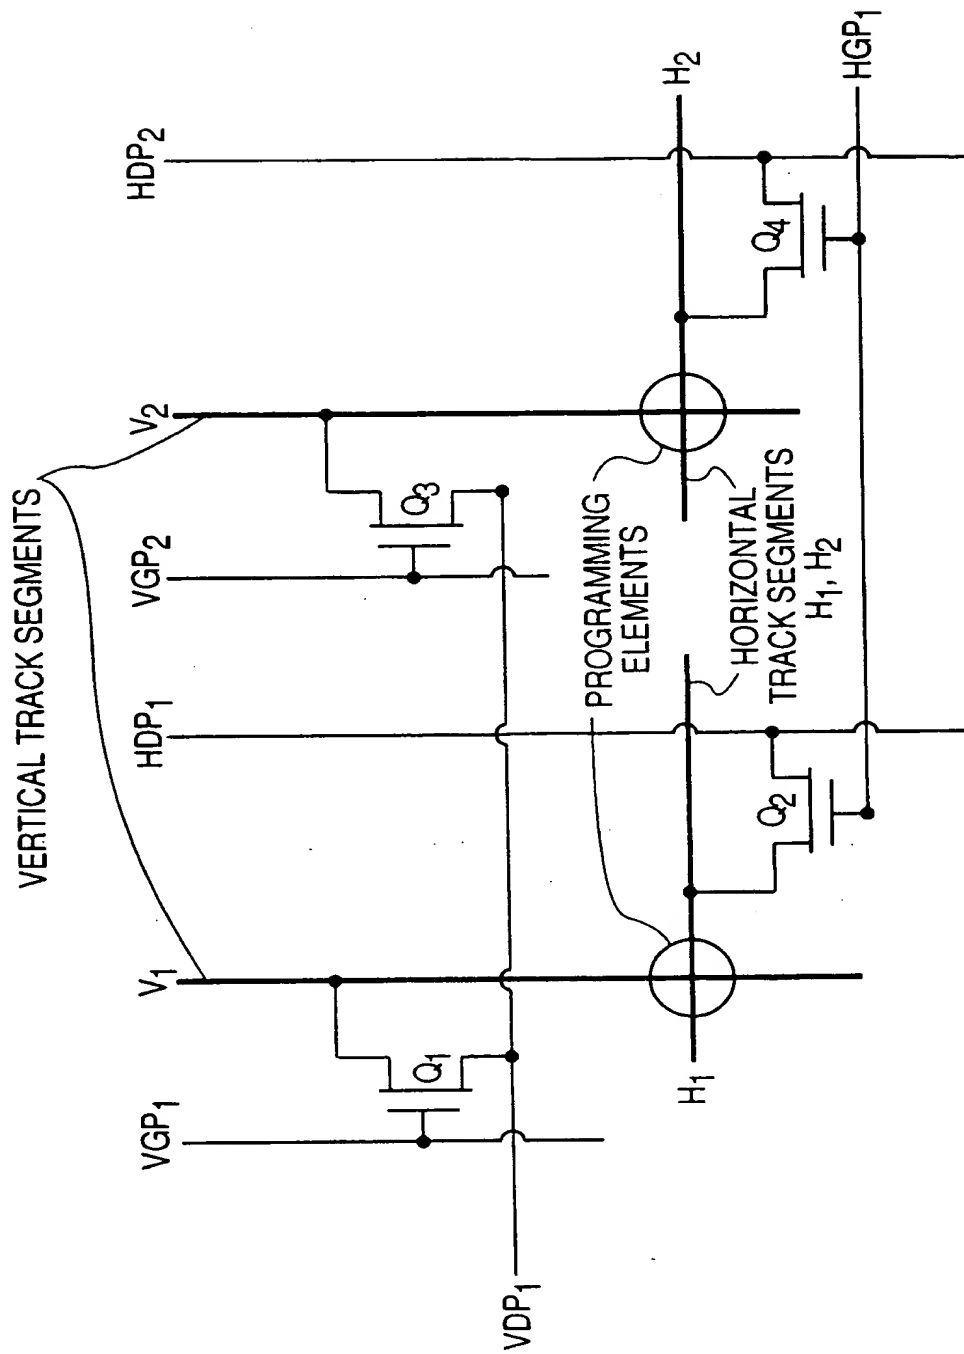 VERTICAL TRACK SEGMENTS
VGP₁
V₁
HDP₁
VGP₂
V₂
HDP₂
Q₁
Q₃
VDP₁
PROGRAMMING
ELEMENTS
H₁
H₂
HORIZONTAL
TRACK SEGMENTS
H₁, H₂
Q₂
Q₄
HGP₁